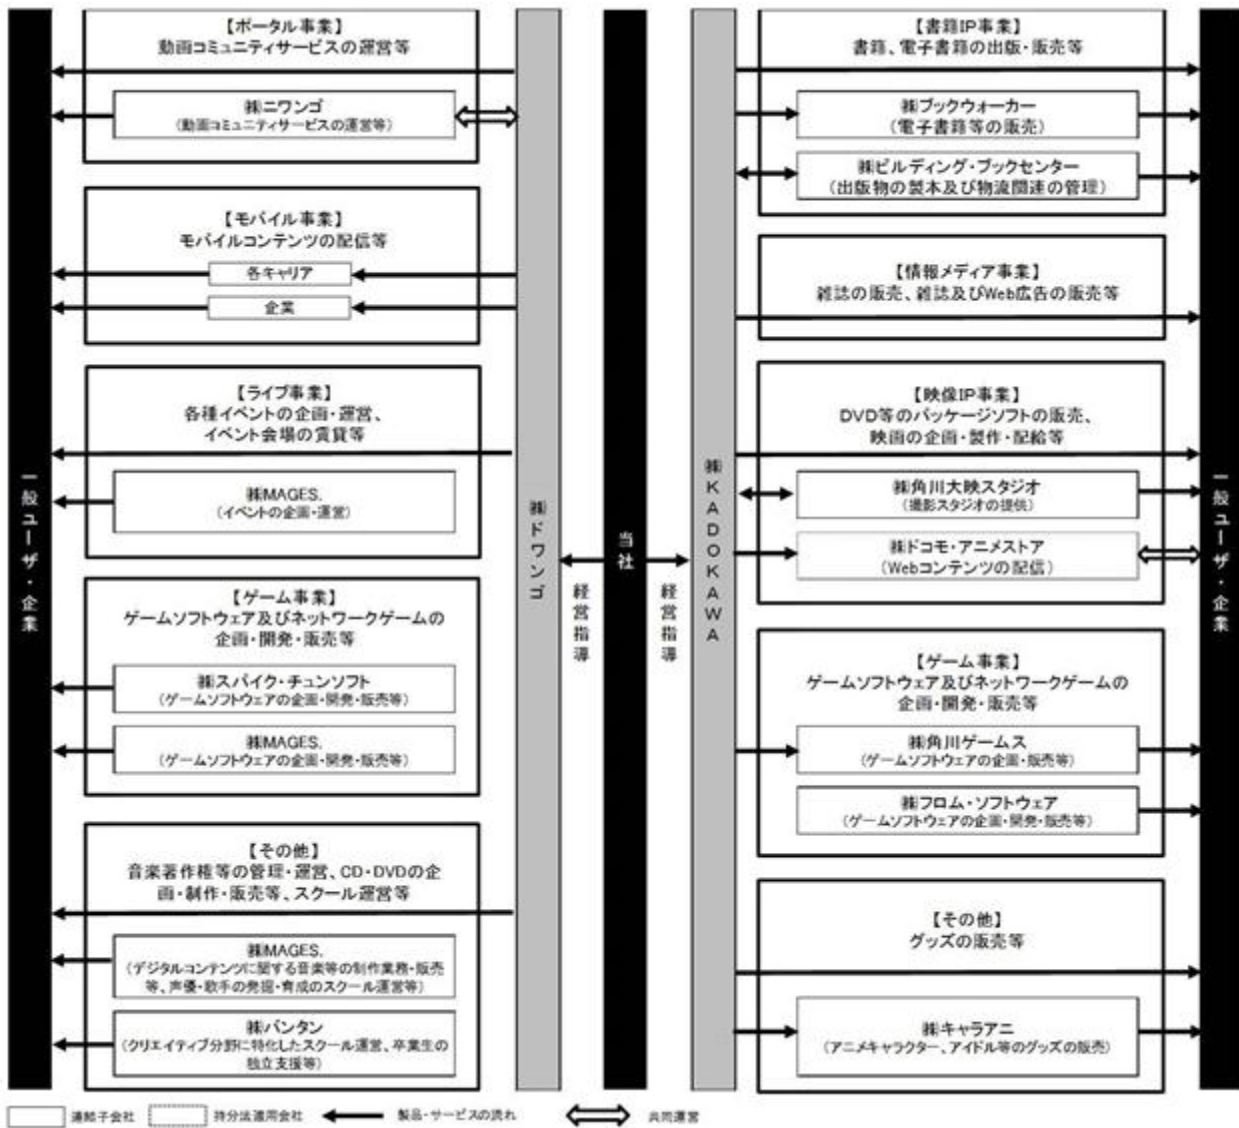 【ポータル事業】
動画コミュニティサービスの運営等
㈱ニワンゴ
(動画コミュニティサービスの運営等)
【モバイル事業】
モバイルコンテンツの配信等
各キャリア
企業
【ライブ事業】
各種イベントの企画・運営、
イベント会場の賃貸等
㈱MAGES.
(イベントの企画・運営)
【ゲーム事業】
ゲームソフトウェア及びネットワークゲームの
企画・開発・販売等
㈱スパイク・チュンソフト
(ゲームソフトウェアの企画・開発・販売等)
㈱MAGES.
(ゲームソフトウェアの企画・開発・販売等)
【その他】
音楽著作権等の管理・運営、CD・DVDの企
画・制作・販売等、スクール運営等
㈱MAGES.
(デジタルコンテンツに関する音楽等の制作業務・販売
等、声優・歌手の発掘・育成のスクール運営等)
㈱バンタン
(クリエイティブ分野に特化したスクール運営、卒業生の
独立支援等)
一般ユーザ・企業
㈱ドワンゴ
経営指導
当社
経営指導
㈱KADOKAWA
【書籍IP事業】
書籍、電子書籍の出版・販売等
㈱ブックウォーカー
(電子書籍等の販売)
㈱ビルディング・ブックセンター
(出版物の製本及び物流関連の管理)
【情報メディア事業】
雑誌の販売、雑誌及びWeb広告の販売等
【映像IP事業】
DVD等のパッケージソフトの販売、
映画の企画・製作・配給等
㈱角川大映スタジオ
(撮影スタジオの提供)
㈱ドコモ・アニメストア
(Webコンテンツの配信)
【ゲーム事業】
ゲームソフトウェア及びネットワークゲームの
企画・開発・販売等
㈱角川ゲームス
(ゲームソフトウェアの企画・販売等)
㈱フロム・ソフトウェア
(ゲームソフトウェアの企画・開発・販売等)
【その他】
グッズの販売等
㈱キャラアニ
(アニメキャラクター、アイドル等のグッズの販売)
一般ユーザ・企業
連結子会社
持分法適用会社
製品・サービスの流れ
共同運営